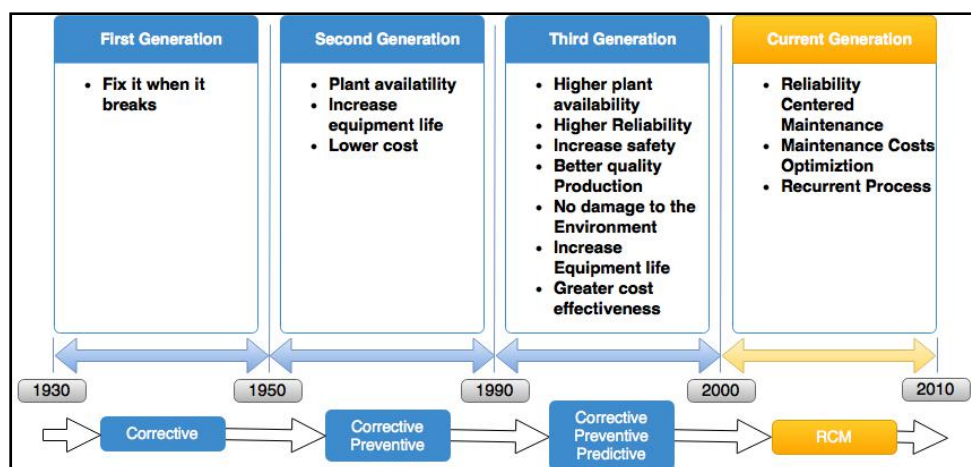 First Generation
Fix it when it
breaks
Second Generation
Plant availatility
Increase
equipment life
Lower cost
Third Generation
Higher plant
availability
Higher Reliability
Increase safety
Better quality
Production
No damage to the
Environment
Increase
Equipment life
Greater cost
effectiveness
Current Generation
Reliability
Centered
Maintenance
Maintenance Costs
Optimiztion
Recurrent Process
1930
1950
1990
2000
2010
Corrective
Corrective
Preventive
Corrective
Preventive
Predictive
RCM